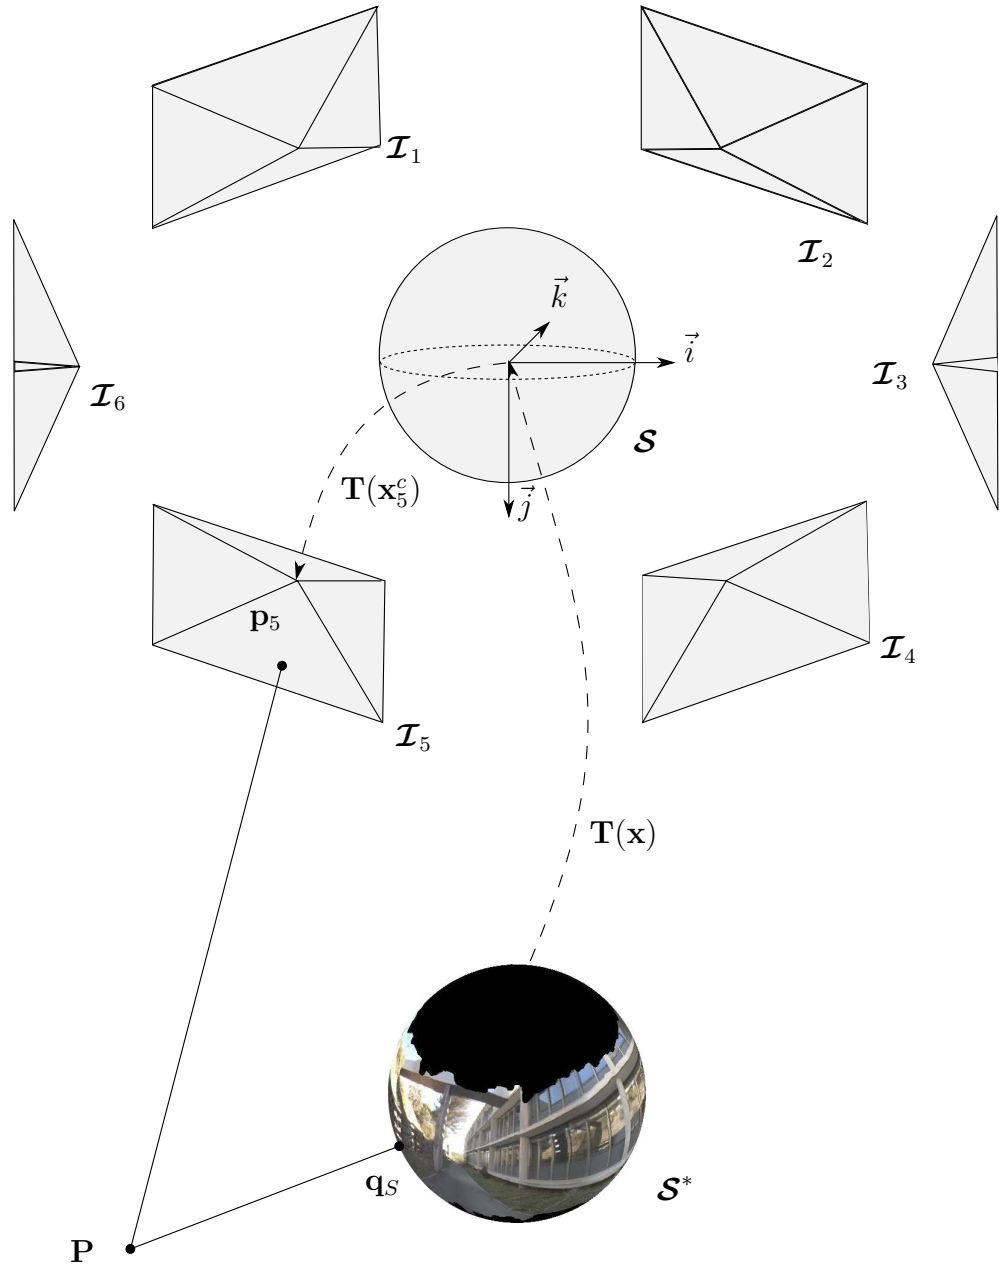 𝓘₁
𝓘₂
k⃗
i⃗
𝓘₃
𝓘₆
𝓢
T(x₅ᶜ)
j⃗
p₅
𝓘₄
𝓘₅
T(x)
q_S
𝓢*
P